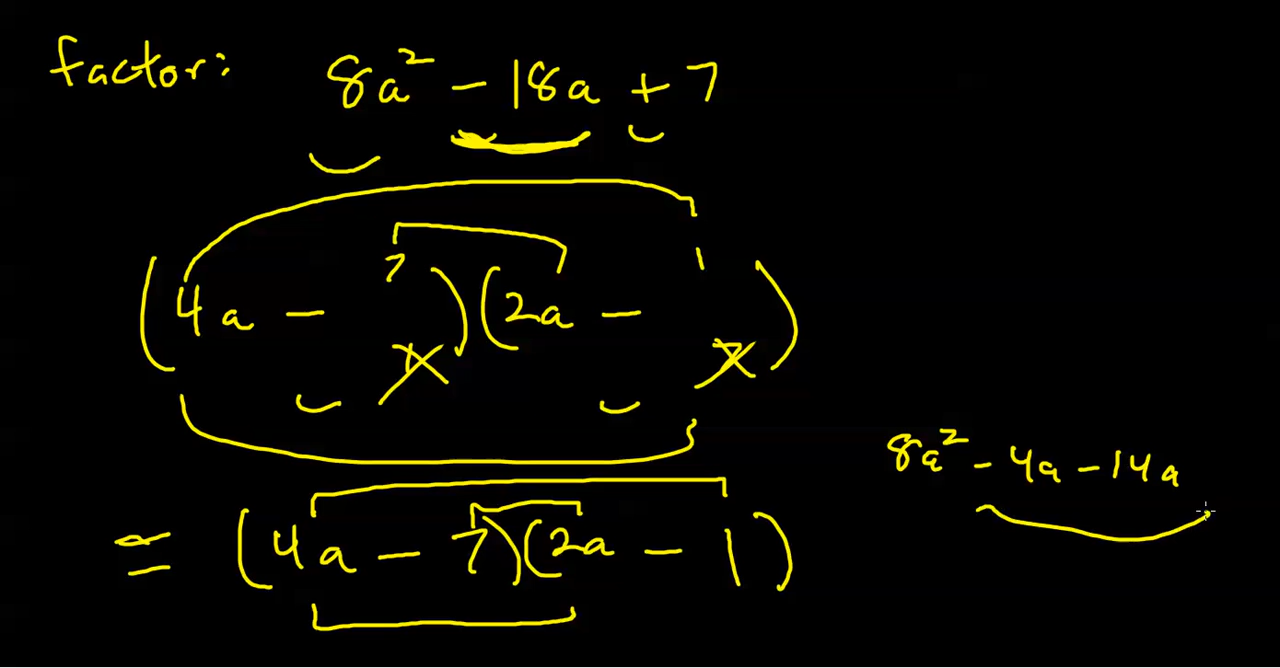 factor: 8a² - 18a + 7
7 1
(4a - )(2a - )
8a² - 4a - 14a
= (4a - 7)(2a - 1)